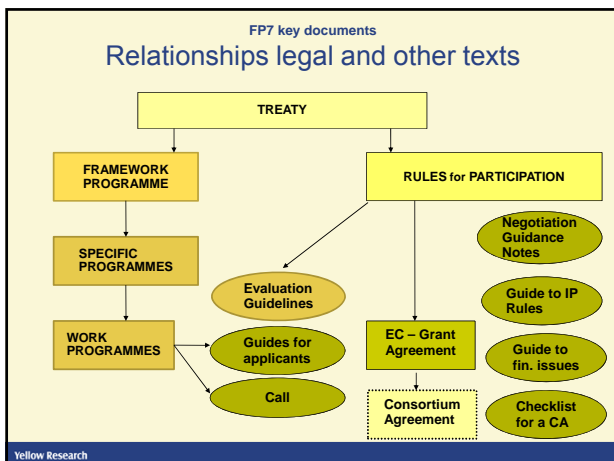 FP7 key documents
Relationships legal and other texts
TREATY
FRAMEWORK
PROGRAMME
RULES for PARTICIPATION
SPECIFIC
PROGRAMMES
Negotiation
Guidance
Notes
Evaluation
Guidelines
Guide to IP
Rules
WORK
PROGRAMMES
Guides for
applicants
EC – Grant
Agreement
Guide to
fin. issues
Call
Consortium
Agreement
Checklist
for a CA
Yellow Research